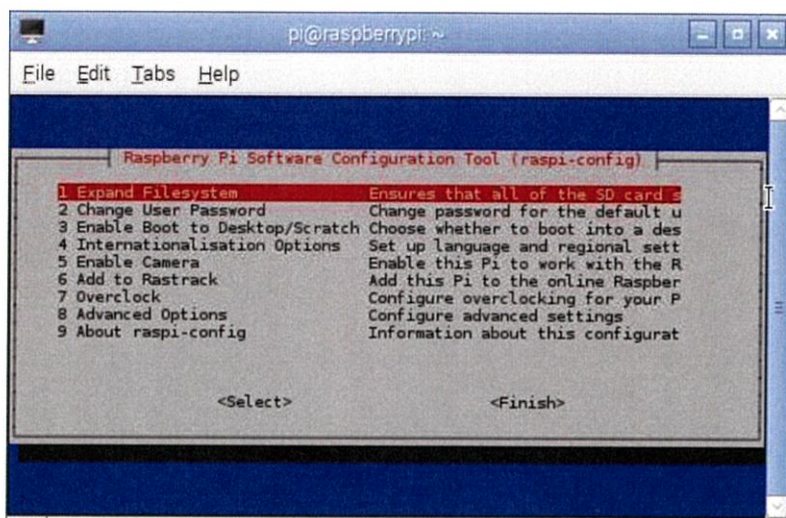 pi@raspberrypi: ~
File Edit Tabs Help
Raspberry Pi Software Configuration Tool (raspi-config)
1 Expand Filesystem Ensures that all of the SD card s
2 Change User Password Change password for the default u
3 Enable Boot to Desktop/Scratch Choose whether to boot into a des
4 Internationalisation Options Set up language and regional sett
5 Enable Camera Enable this Pi to work with the R
6 Add to Rastrack Add this Pi to the online Raspber
7 Overclock Configure overclocking for your P
8 Advanced Options Configure advanced settings
9 About raspi-config Information about this configurat
<Select> <Finish>